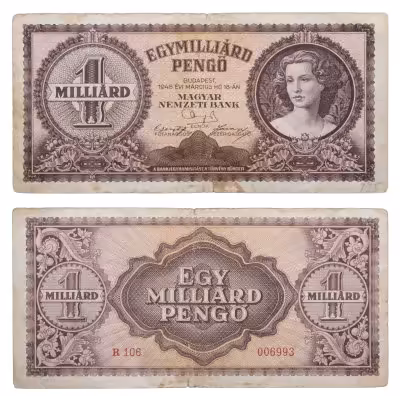 EGYMILLIÁRD
PENGŐ
BUDAPEST,
1946 ÉVI MÁRCIUS HÓ 18-ÁN
MAGYAR
NEMZETI BANK
1
MILLIÁRD
EGY
MILLIÁRD
PENGŐ
1
MILLIÁRD
1
MILLIÁRD
R 106
006993